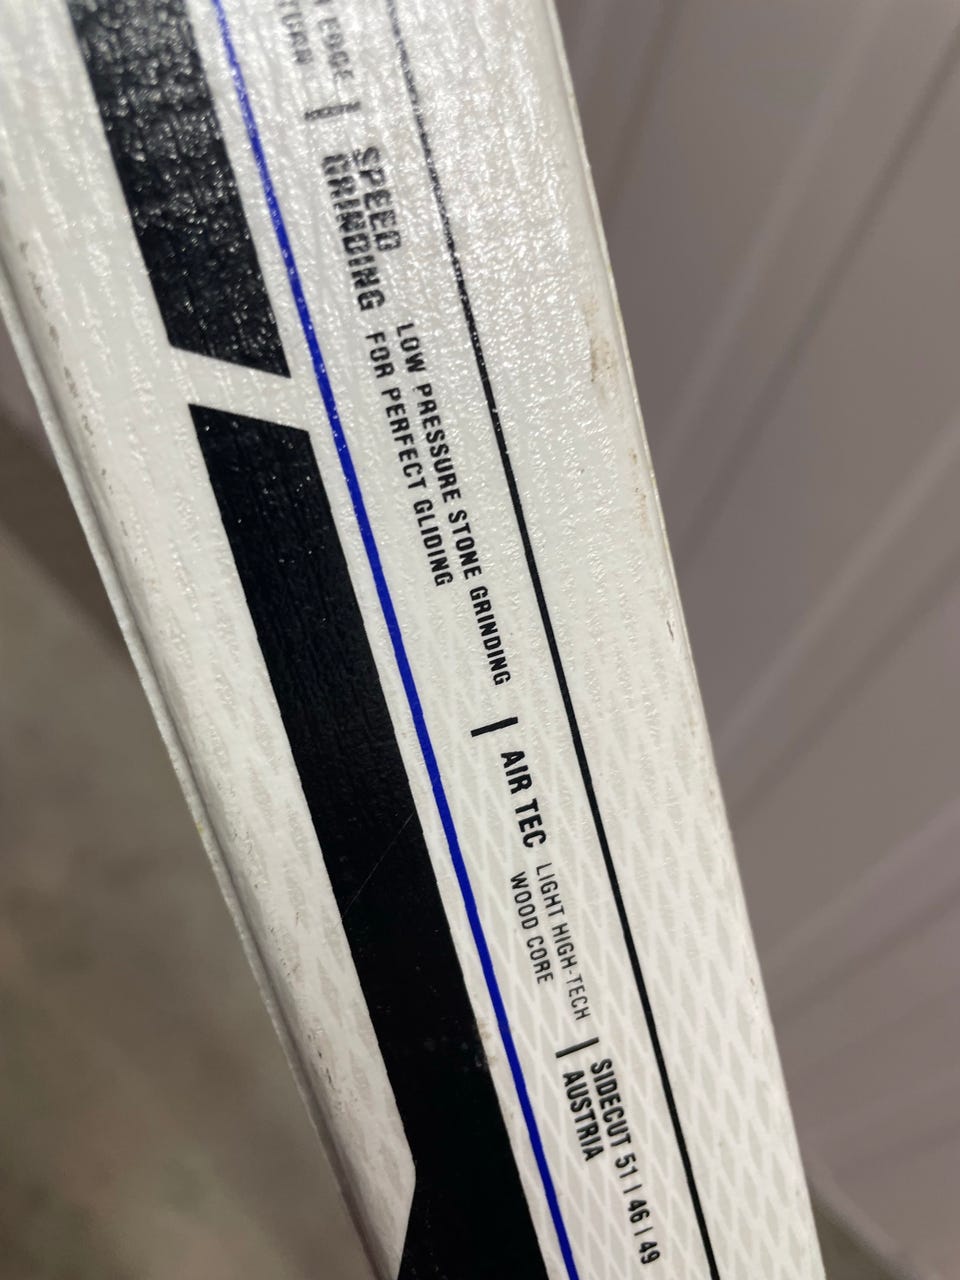 EDGE
SPEED
GRINDING
LOW PRESSURE STONE GRINDING
FOR PERFECT GLIDING
AIR TEC
LIGHT HIGH-TECH
WOOD CORE
SIDECUT 51 | 46 | 49
AUSTRIA